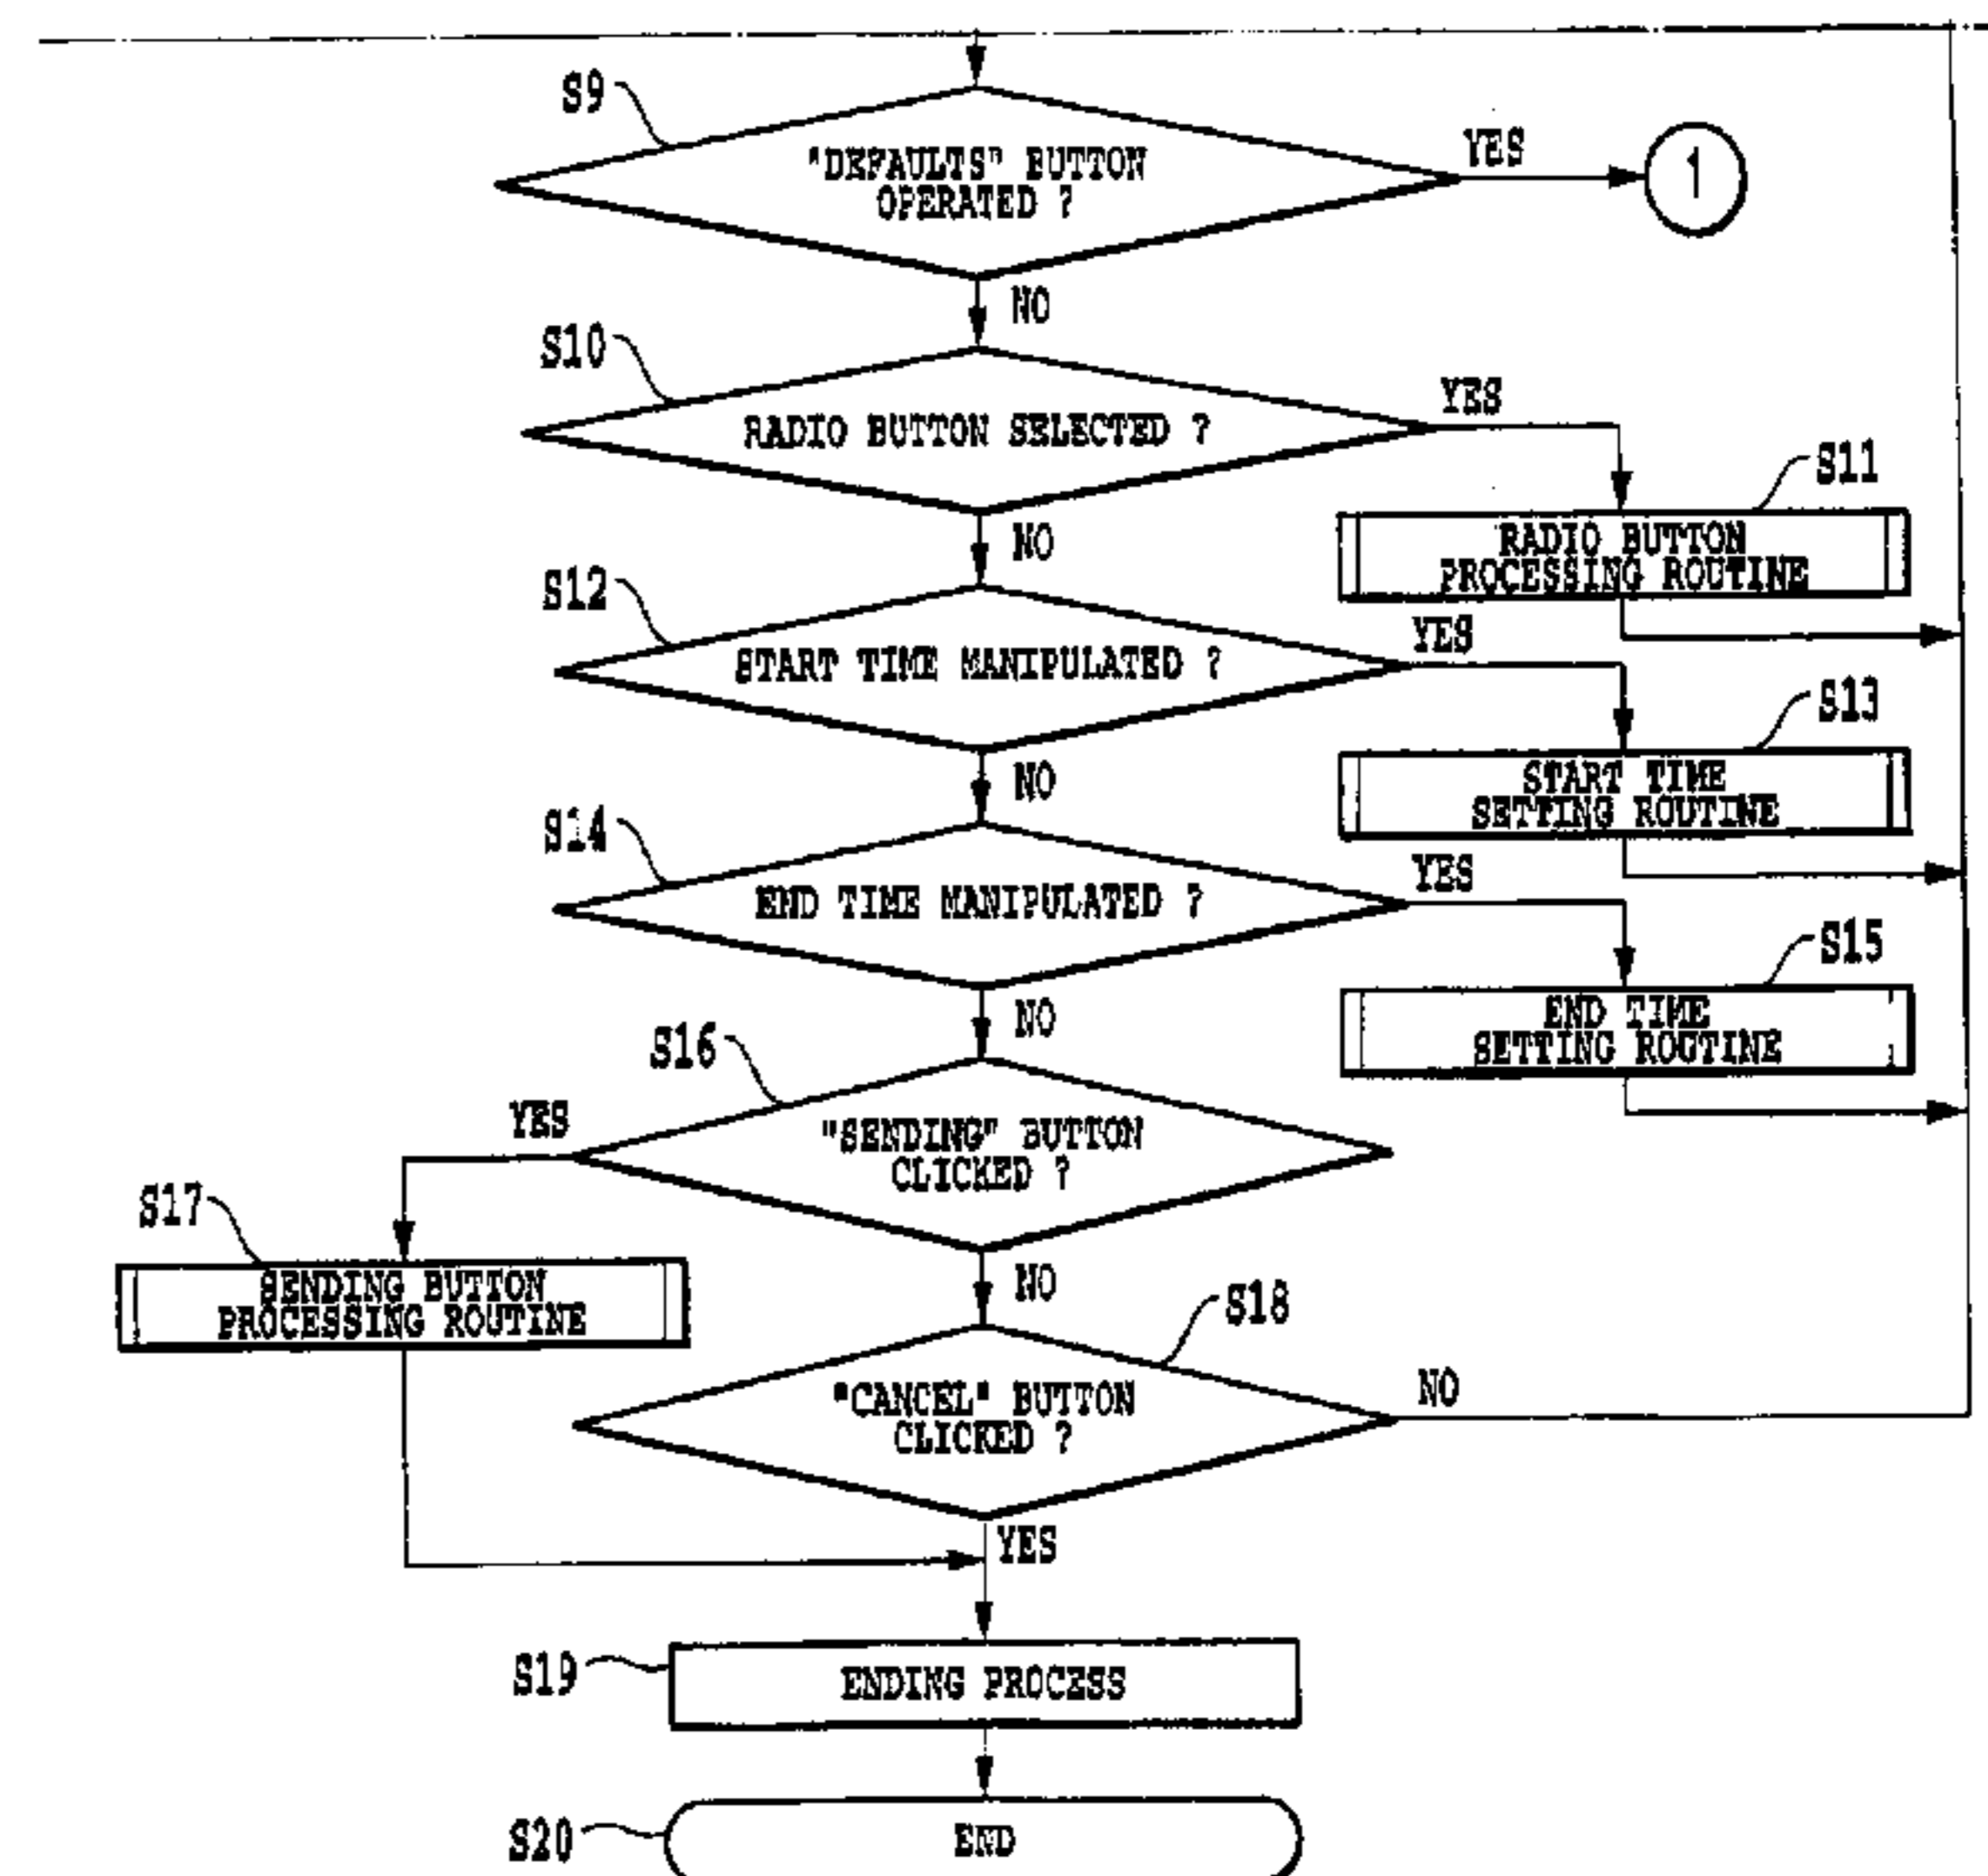 S9
"DEFAULTS" BUTTON
OPERATED ?
YES
1
NO
S10
RADIO BUTTON SELECTED ?
YES
S11
RADIO BUTTON
PROCESSING ROUTINE
NO
S12
START TIME MANIPULATED ?
YES
S13
START TIME
SETTING ROUTINE
NO
S14
END TIME MANIPULATED ?
YES
S15
END TIME
SETTING ROUTINE
NO
S16
"SENDING" BUTTON
CLICKED ?
YES
S17
SENDING BUTTON
PROCESSING ROUTINE
NO
S18
"CANCEL" BUTTON
CLICKED ?
NO
YES
S19
ENDING PROCESS
S20
END